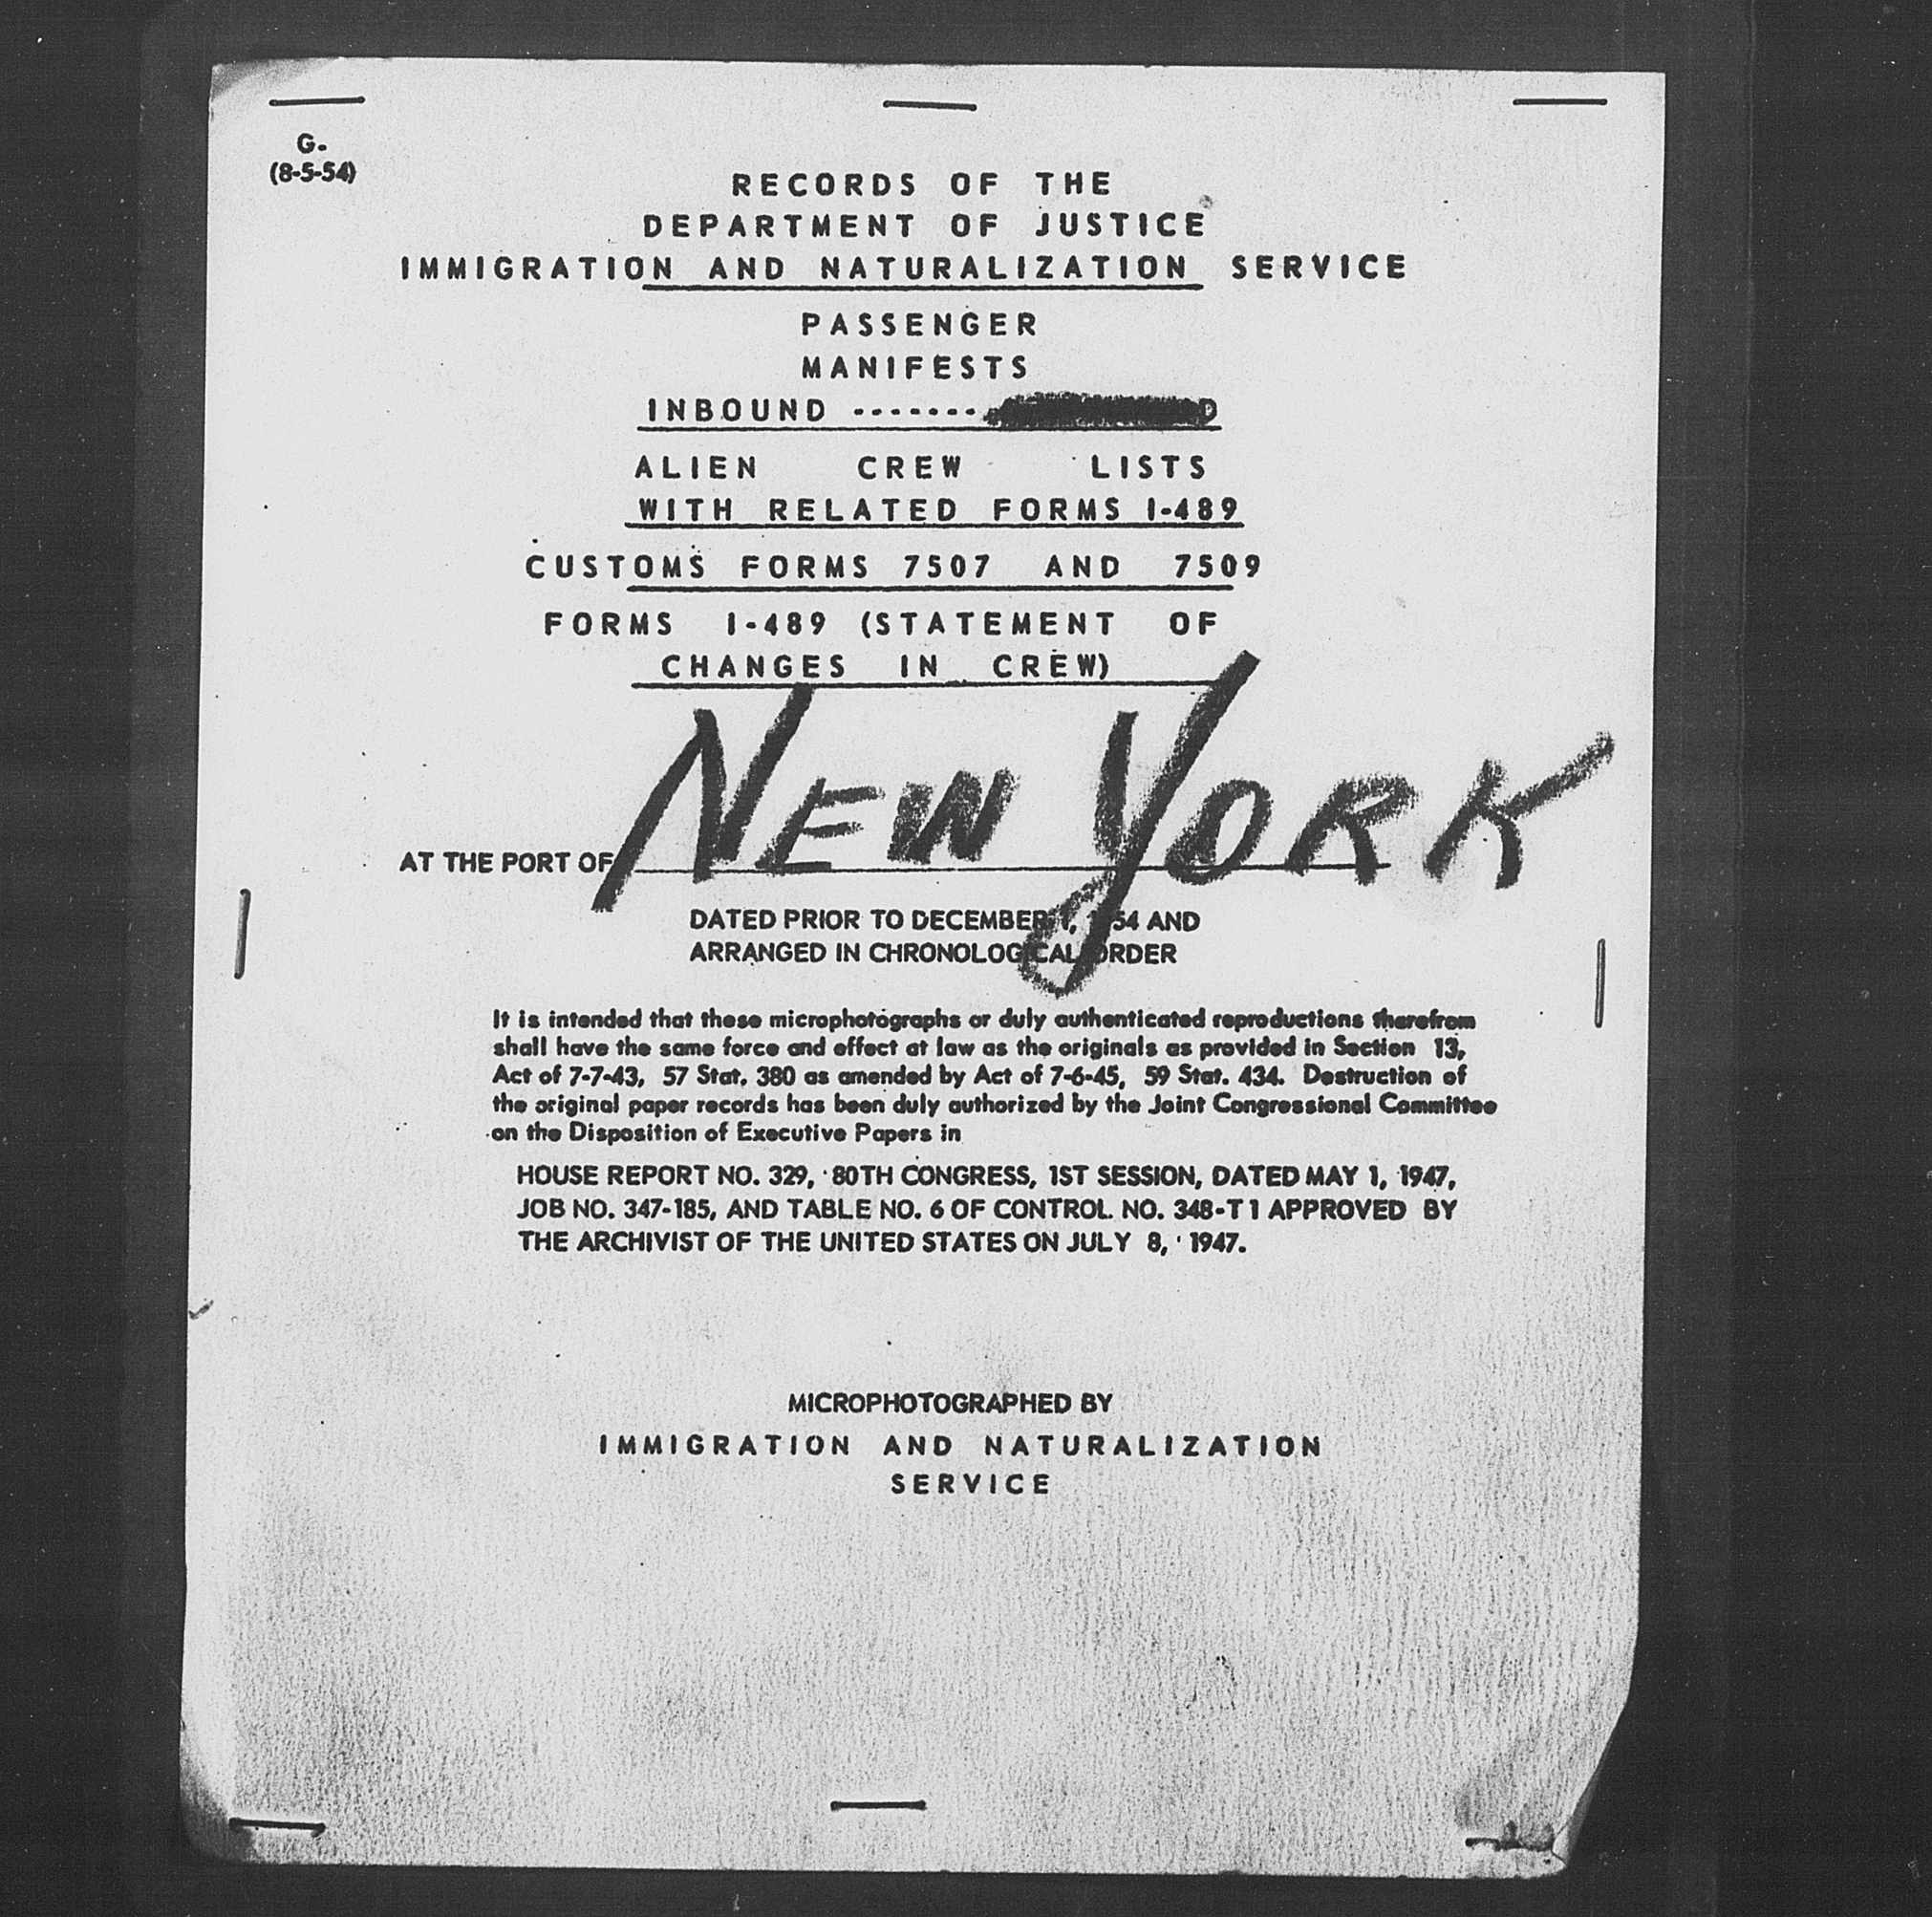 G.
(8-5-54)
RECORDS OF THE
DEPARTMENT OF JUSTICE
IMMIGRATION AND NATURALIZATION SERVICE
PASSENGER
MANIFESTS
INBOUND -------
ALIEN CREW LISTS
WITH RELATED FORMS I-489
CUSTOMS FORMS 7507 AND 7509
FORMS I-489 (STATEMENT OF
CHANGES IN CREW)
AT THE PORT OF NEW YORK
DATED PRIOR TO DECEMBER 1, 1954 AND
ARRANGED IN CHRONOLOGICAL ORDER
It is intended that these microphotographs or duly authenticated reproductions therefrom
shall have the same force and effect at law as the originals as provided in Section 13,
Act of 7-7-43, 57 Stat. 380 as amended by Act of 7-6-45, 59 Stat. 434. Destruction of
the original paper records has been duly authorized by the Joint Congressional Committee
on the Disposition of Executive Papers in
HOUSE REPORT NO. 329, 80TH CONGRESS, 1ST SESSION, DATED MAY 1, 1947,
JOB NO. 347-185, AND TABLE NO. 6 OF CONTROL NO. 348-T1 APPROVED BY
THE ARCHIVIST OF THE UNITED STATES ON JULY 8, 1947.
MICROPHOTOGRAPHED BY
IMMIGRATION AND NATURALIZATION
SERVICE